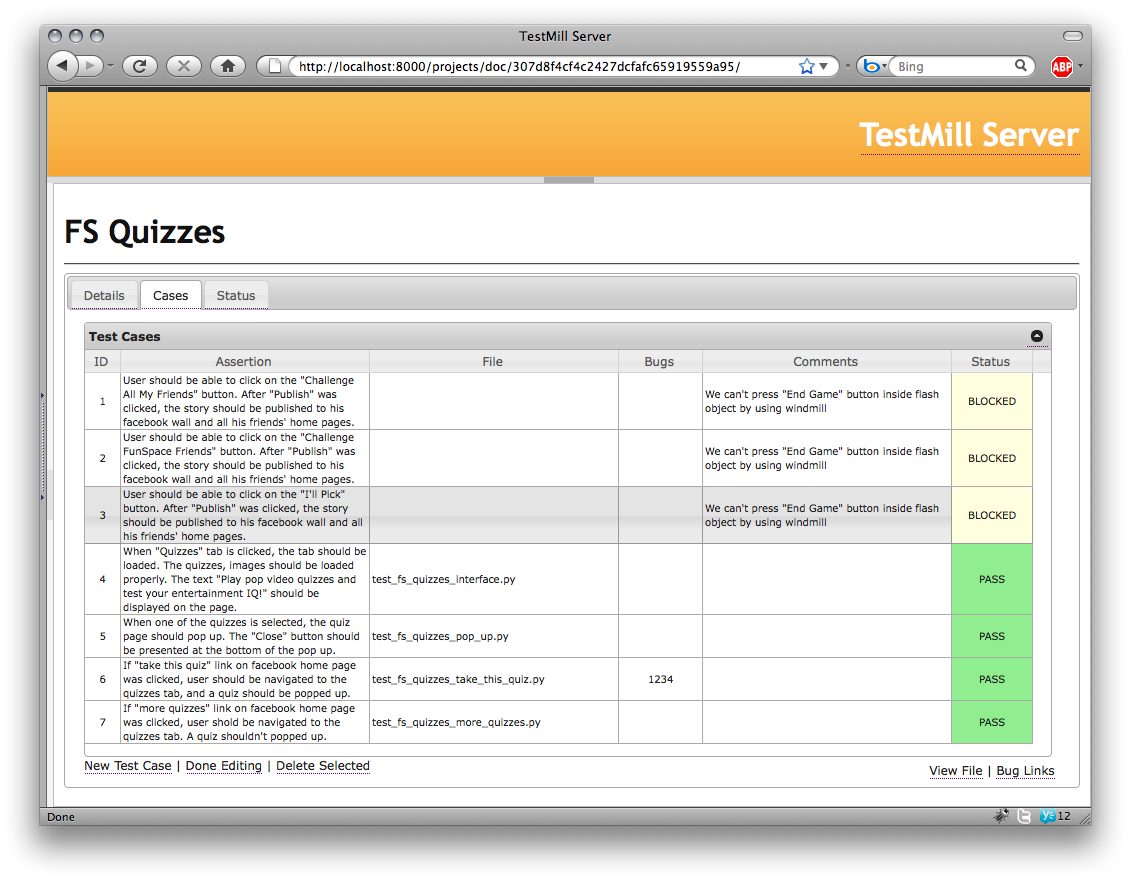 TestMill Server
http://localhost:8000/projects/doc/307d8f4cf4c2427dcfafc65919559a95/
Bing
ABP
TestMill Server
FS Quizzes
Details Cases Status
Test Cases
ID Assertion File Bugs Comments Status
1
User should be able to click on the "Challenge
All My Friends" button. After "Publish" was
clicked, the story should be published to his
facebook wall and all his friends' home pages.
We can't press "End Game" button inside flash
object by using windmill
BLOCKED
2
User should be able to click on the "Challenge
FunSpace Friends" button. After "Publish" was
clicked, the story should be published to his
facebook wall and all his friends' home pages.
We can't press "End Game" button inside flash
object by using windmill
BLOCKED
3
User should be able to click on the "I'll Pick"
button. After "Publish" was clicked, the story
should be published to his facebook wall and all
his friends' home pages.
We can't press "End Game" button inside flash
object by using windmill
BLOCKED
4
When "Quizzes" tab is clicked, the tab should be
loaded. The quizzes, images should be loaded
properly. The text "Play pop video quizzes and
test your entertainment IQ!" should be
displayed on the page.
test_fs_quizzes_interface.py
PASS
5
When one of the quizzes is selected, the quiz
page should pop up. The "Close" button should
be presented at the bottom of the pop up.
test_fs_quizzes_pop_up.py
PASS
6
If "take this quiz" link on facebook home page
was clicked, user should be navigated to the
quizzes tab, and a quiz should be popped up.
test_fs_quizzes_take_this_quiz.py
1234
PASS
7
If "more quizzes" link on facebook home page
was clicked, user shold be navigated to the
quizzes tab. A quiz shouldn't popped up.
test_fs_quizzes_more_quizzes.py
PASS
New Test Case | Done Editing | Delete Selected
View File | Bug Links
Done
12